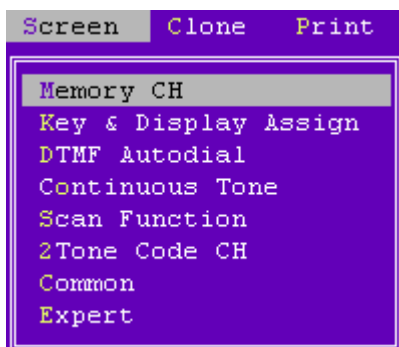 Screen Clone Print
Memory CH
Key & Display Assign
DTMF Autodial
Continuous Tone
Scan Function
2Tone Code CH
Common
Expert